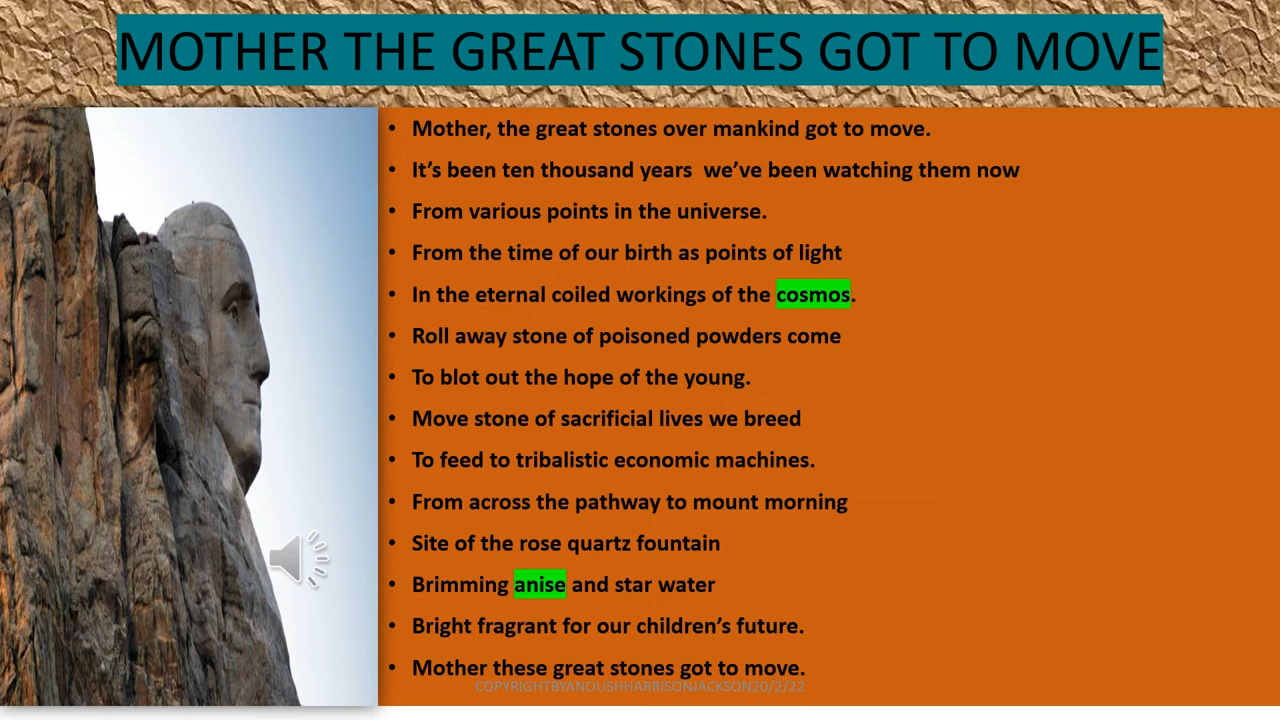 MOTHER THE GREAT STONES GOT TO MOVE
• Mother, the great stones over mankind got to move.
• It’s been ten thousand years  we’ve been watching them now
• From various points in the universe.
• From the time of our birth as points of light
• In the eternal coiled workings of the cosmos.
• Roll away stone of poisoned powders come
• To blot out the hope of the young.
• Move stone of sacrificial lives we breed
• To feed to tribalistic economic machines.
• From across the pathway to mount morning
• Site of the rose quartz fountain
• Brimming anise and star water
• Bright fragrant for our children’s future.
• Mother these great stones got to move.
COPYRIGHTBYANOUSHHARRISONJACKSON20/2/22